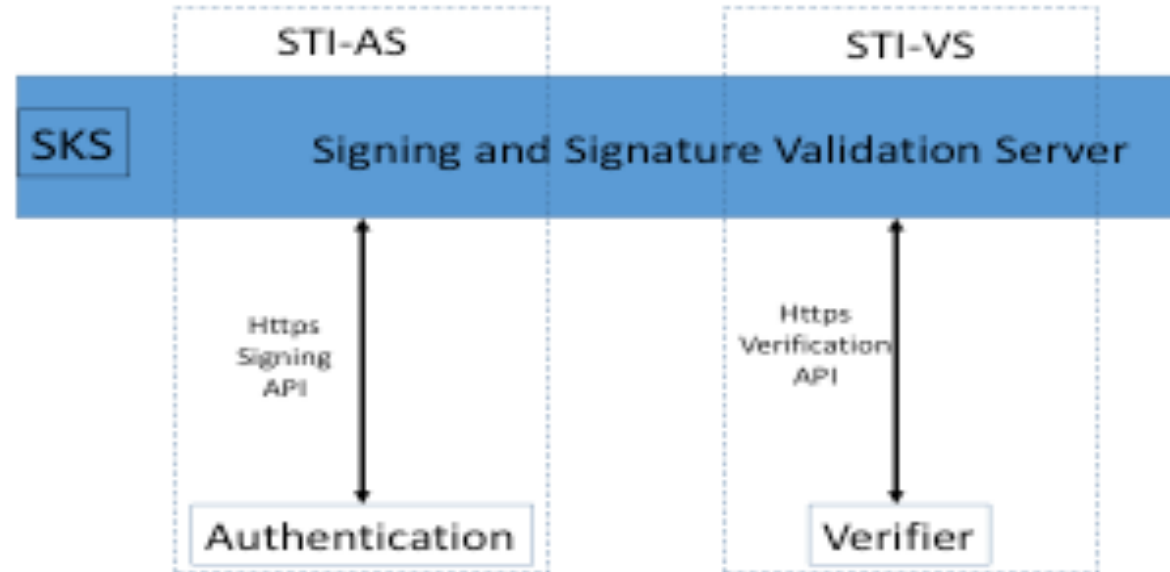 STI-AS
STI-VS
SKS
Signing and Signature Validation Server
Https
Signing
API
Https
Verification
API
Authentication
Verifier